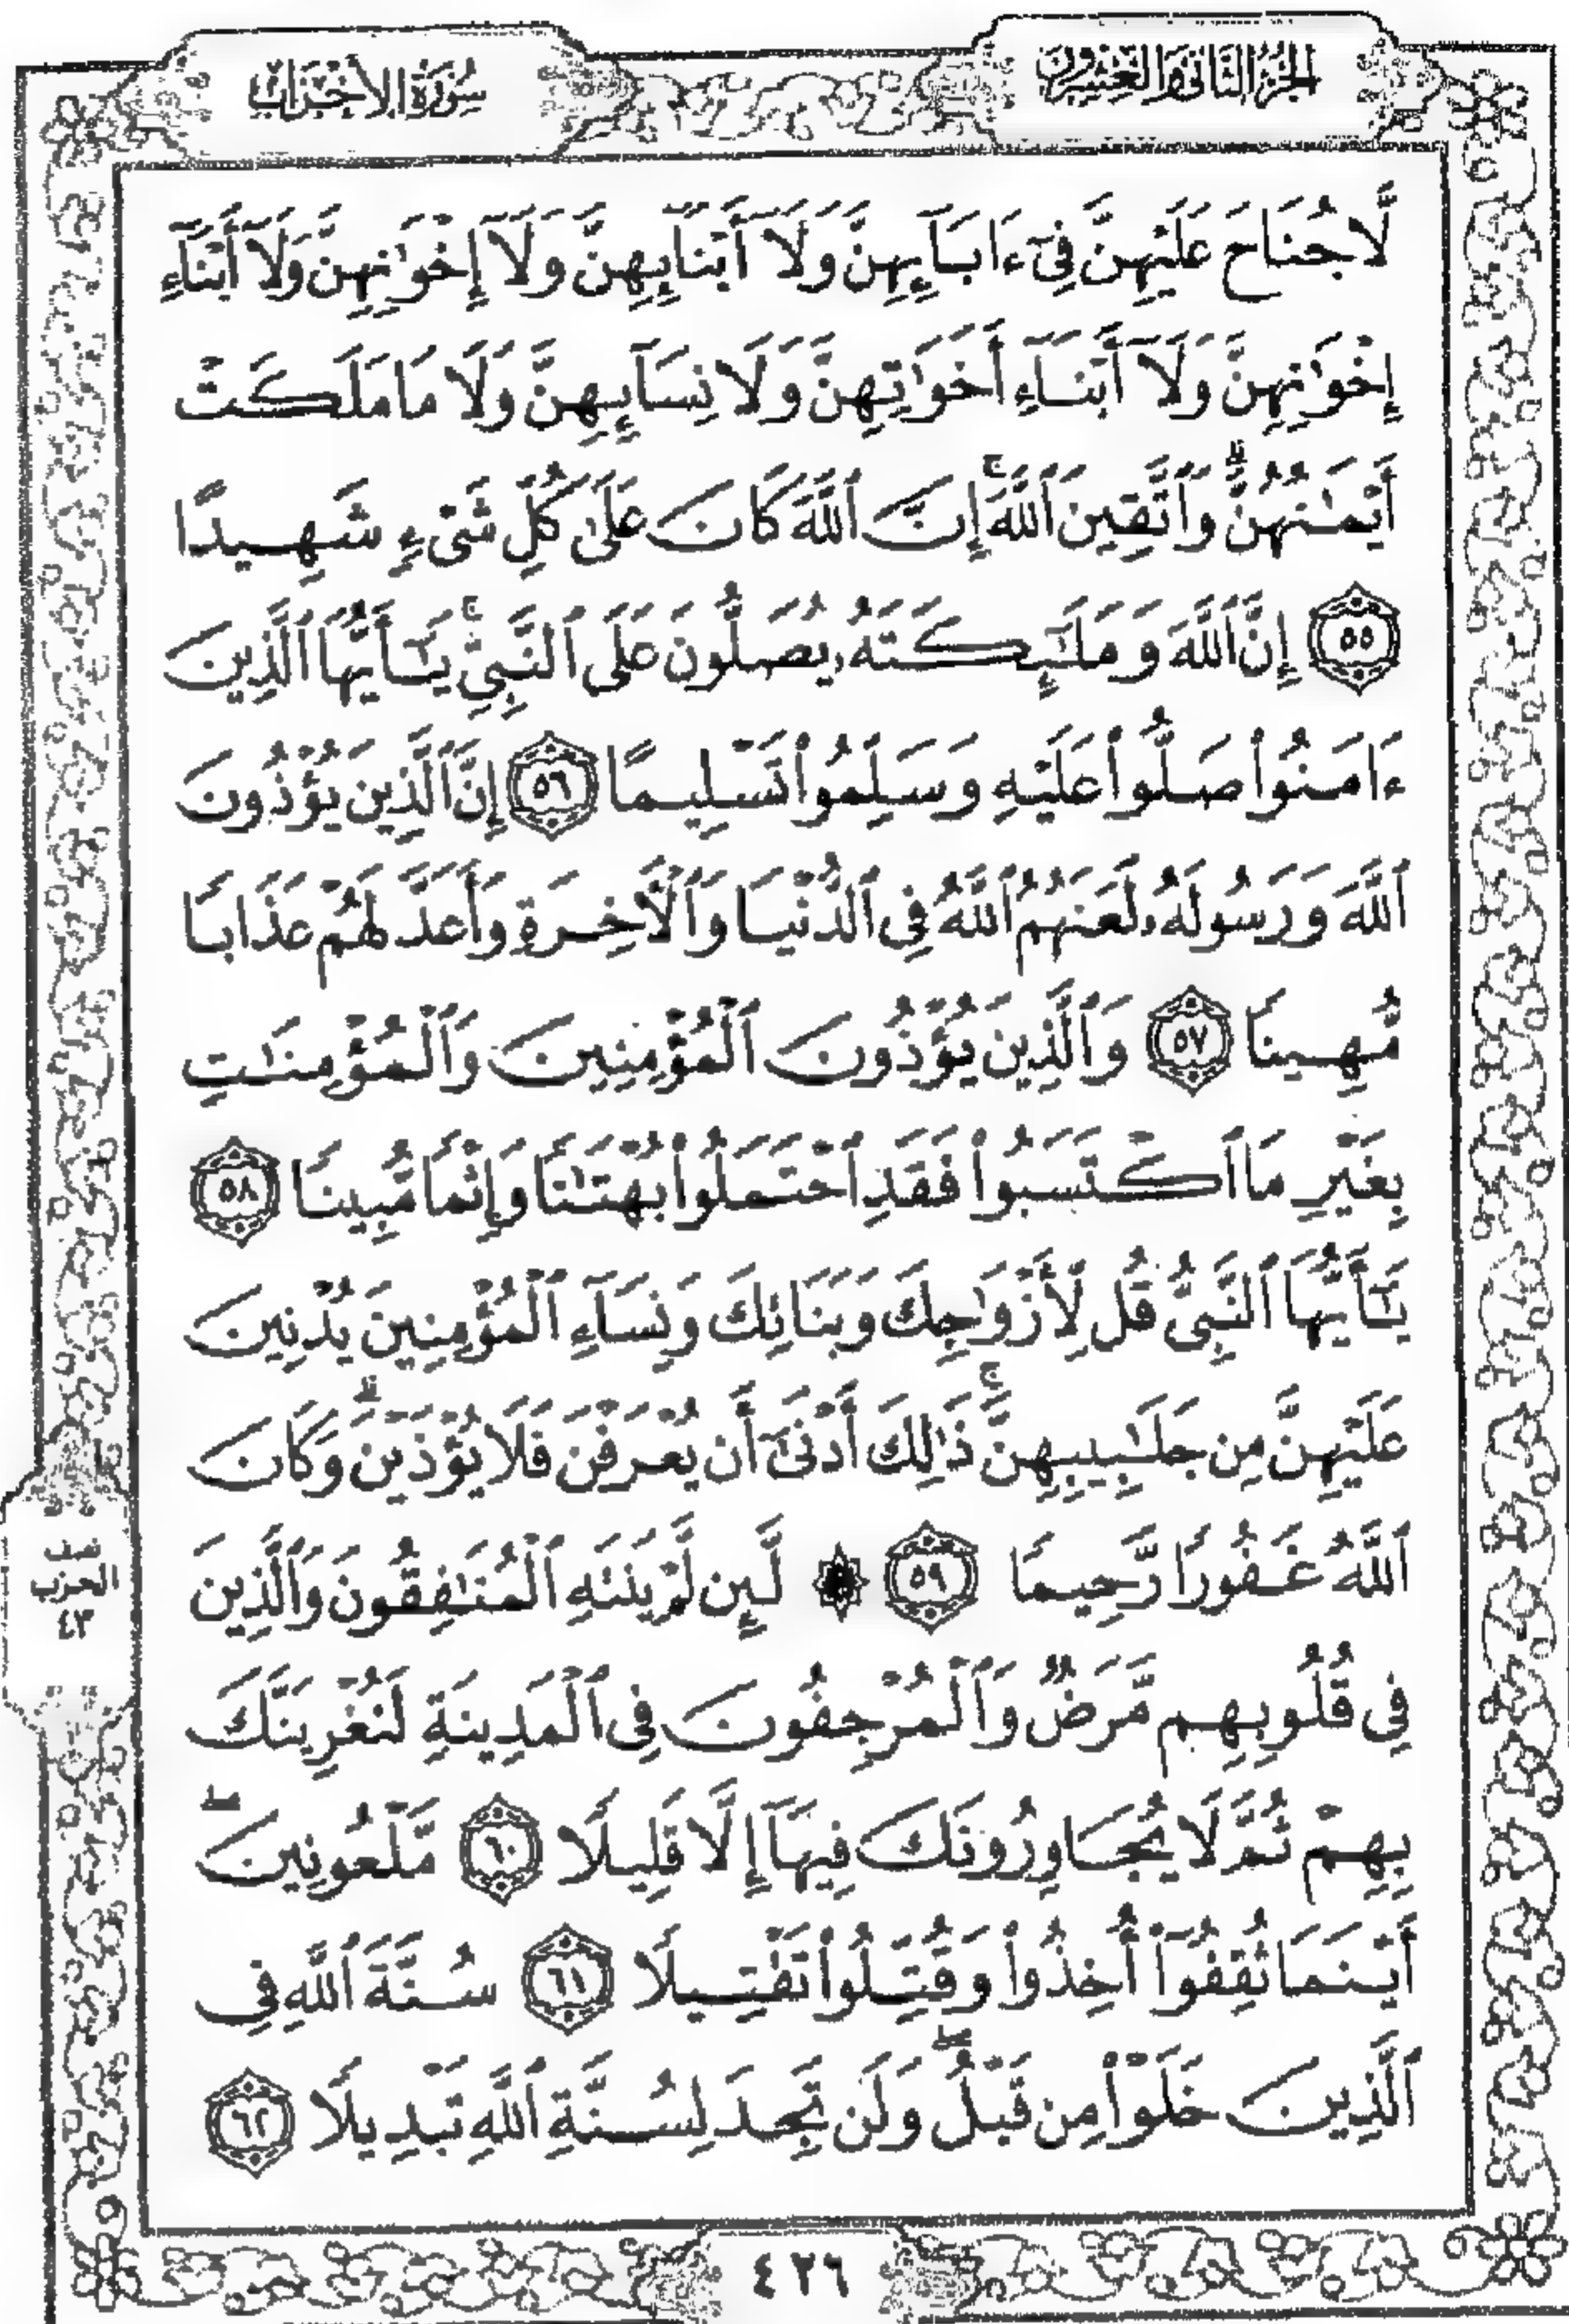 الجزء الثاني والعشرون
سورة الأحزاب
لَّا جُنَاحَ عَلَيْهِنَّ فِىٓ ءَابَآئِهِنَّ وَلَآ أَبْنَآئِهِنَّ وَلَآ إِخْوَٰنِهِنَّ وَلَآ أَبْنَآءِ
إِخْوَٰنِهِنَّ وَلَآ أَبْنَآءِ أَخَوَٰتِهِنَّ وَلَا نِسَآئِهِنَّ وَلَا مَا مَلَكَتْ
أَيْمَٰنُهُنَّ ۗ وَٱتَّقِينَ ٱللَّهَ ۚ إِنَّ ٱللَّهَ كَانَ عَلَىٰ كُلِّ شَىْءٍ شَهِيدًا
٥٥ إِنَّ ٱللَّهَ وَمَلَٰٓئِكَتَهُۥ يُصَلُّونَ عَلَى ٱلنَّبِىِّ ۚ يَٰٓأَيُّهَا ٱلَّذِينَ
ءَامَنُوا۟ صَلُّوا۟ عَلَيْهِ وَسَلِّمُوا۟ تَسْلِيمًا ٥٦ إِنَّ ٱلَّذِينَ يُؤْذُونَ
ٱللَّهَ وَرَسُولَهُۥ لَعَنَهُمُ ٱللَّهُ فِى ٱلدُّنْيَا وَٱلْءَاخِرَةِ وَأَعَدَّ لَهُمْ عَذَابًا
مُّهِينًا ٥٧ وَٱلَّذِينَ يُؤْذُونَ ٱلْمُؤْمِنِينَ وَٱلْمُؤْمِنَٰتِ
بِغَيْرِ مَا ٱكْتَسَبُوا۟ فَقَدِ ٱحْتَمَلُوا۟ بُهْتَٰنًا وَإِثْمًا مُّبِينًا ٥٨
يَٰٓأَيُّهَا ٱلنَّبِىُّ قُل لِّأَزْوَٰجِكَ وَبَنَاتِكَ وَنِسَآءِ ٱلْمُؤْمِنِينَ يُدْنِينَ
عَلَيْهِنَّ مِن جَلَٰبِيبِهِنَّ ۚ ذَٰلِكَ أَدْنَىٰٓ أَن يُعْرَفْنَ فَلَا يُؤْذَيْنَ ۗ وَكَانَ
ٱللَّهُ غَفُورًا رَّحِيمًا ٥٩ ۞ لَّئِن لَّمْ يَنتَهِ ٱلْمُنَٰفِقُونَ وَٱلَّذِينَ
فِى قُلُوبِهِم مَّرَضٌ وَٱلْمُرْجِفُونَ فِى ٱلْمَدِينَةِ لَنُغْرِيَنَّكَ
بِهِمْ ثُمَّ لَا يُجَاوِرُونَكَ فِيهَآ إِلَّا قَلِيلًا ٦٠ مَّلْعُونِينَ ۖ
أَيْنَمَا ثُقِفُوٓا۟ أُخِذُوا۟ وَقُتِّلُوا۟ تَقْتِيلًا ٦١ سُنَّةَ ٱللَّهِ فِى
ٱلَّذِينَ خَلَوْا۟ مِن قَبْلُ ۖ وَلَن تَجِدَ لِسُنَّةِ ٱللَّهِ تَبْدِيلًا ٦٢
نصف
الحزب
٤٣
٤٢٦